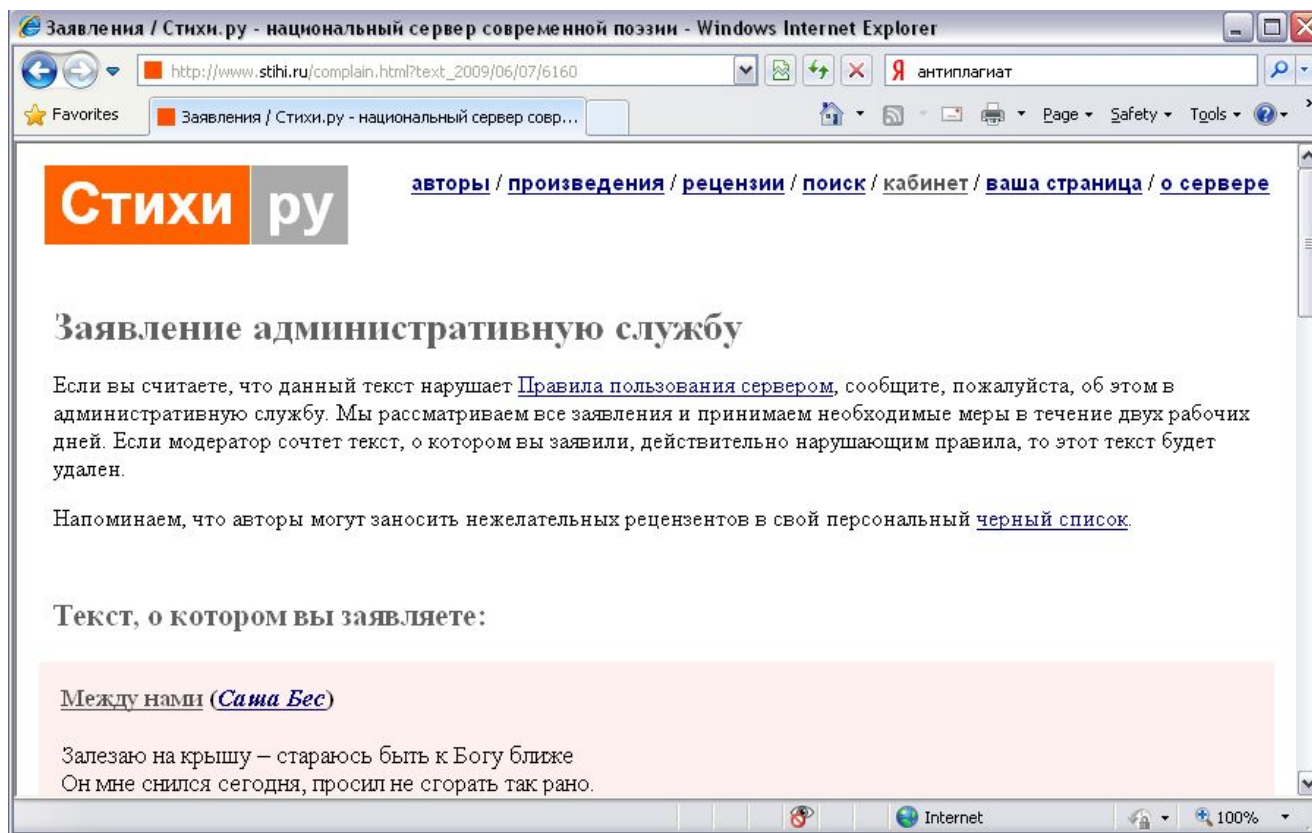 Заявления / Стихи.ру - национальный сервер современной поэзии - Windows Internet Explorer
http://www.stihi.ru/complain.html?text_2009/06/07/6160
Я антиплагиат
Favorites Заявления / Стихи.ру - национальный сервер совр... Page Safety Tools
Стихи ру
авторы / произведения / рецензии / поиск / кабинет / ваша страница / о сервере
Заявление административную службу
Если вы считаете, что данный текст нарушает Правила пользования сервером, сообщите, пожалуйста, об этом в
административную службу. Мы рассматриваем все заявления и принимаем необходимые меры в течение двух рабочих
дней. Если модератор сочтет текст, о котором вы заявили, действительно нарушающим правила, то этот текст будет
удален.
Напоминаем, что авторы могут заносить нежелательных рецензентов в свой персональный черный список.
Текст, о котором вы заявляете:
Между нами (Саша Бес)
Залезаю на крышу – стараюсь быть к Богу ближе
Он мне снился сегодня, просил не сгорать так рано.
Internet 100%